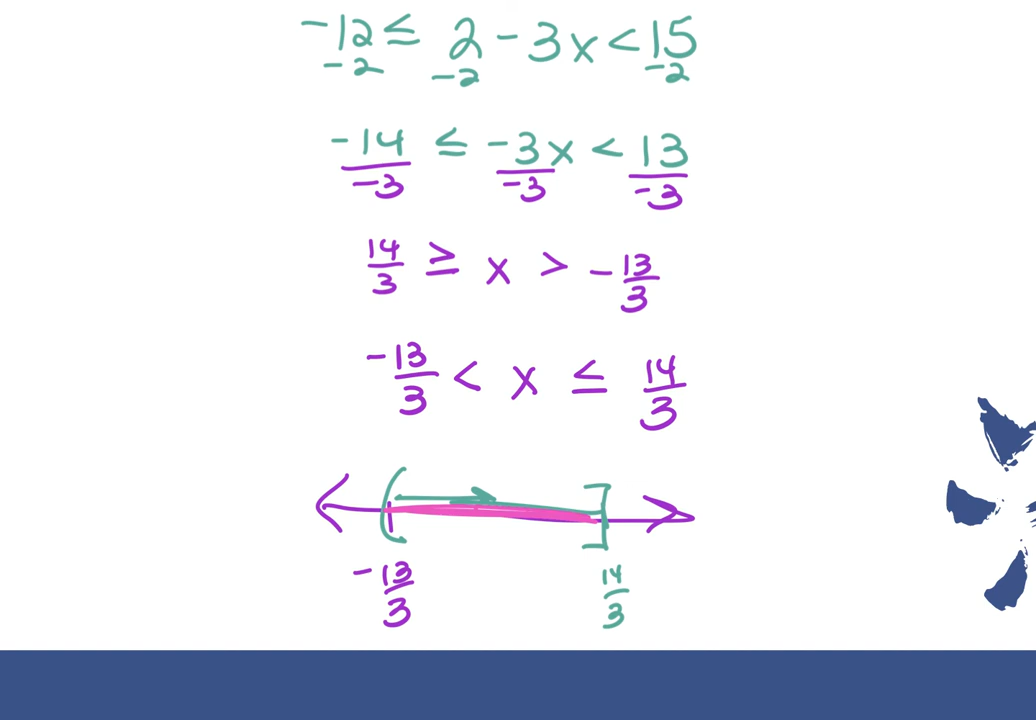 -12 ≤ 2 - 3x < 15
-2 -2 -2
-14 ≤ -3x < 13
-3 -3 -3
14/3 ≥ x > -13/3
-13/3 < x ≤ 14/3
( ]
-13/3 14/3